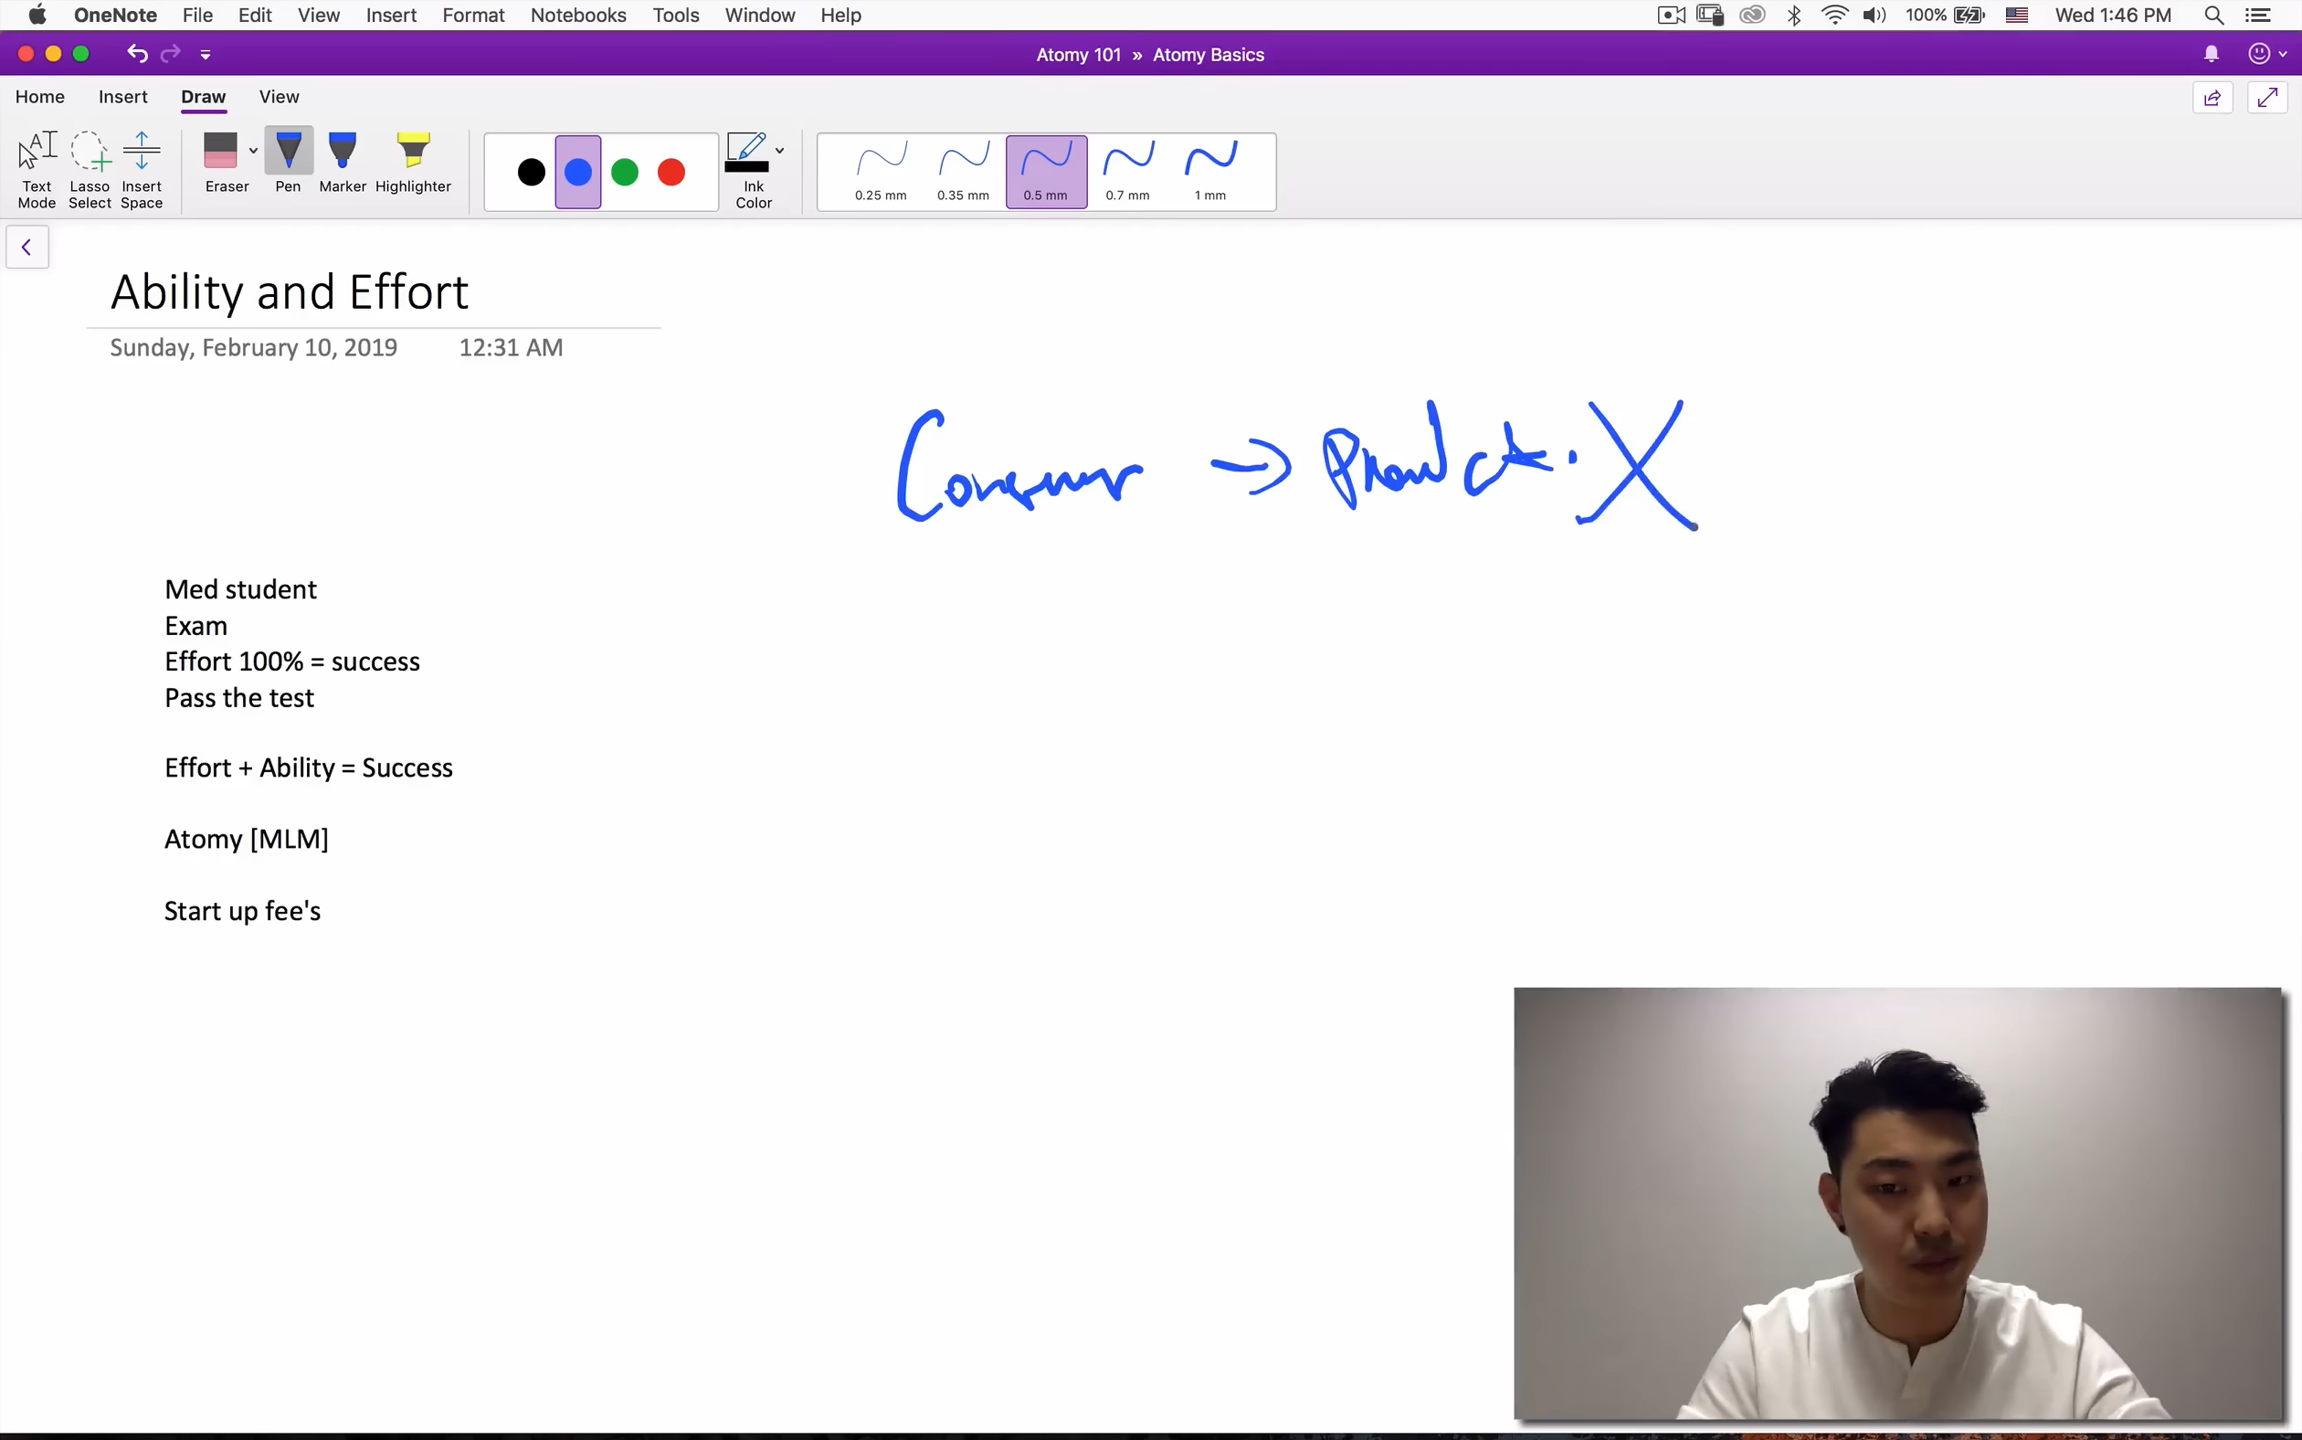 OneNote File Edit View Insert Format Notebooks Tools Window Help 100% Wed 1:46 PM
Atomy 101 » Atomy Basics
Home Insert Draw View
Text Mode Lasso Select Insert Space Eraser Pen Marker Highlighter Ink Color 0.25 mm 0.35 mm 0.5 mm 0.7 mm 1 mm
Ability and Effort
Sunday, February 10, 2019 12:31 AM
→ X
Med student
Exam
Effort 100% = success
Pass the test
Effort + Ability = Success
Atomy [MLM]
Start up fee's